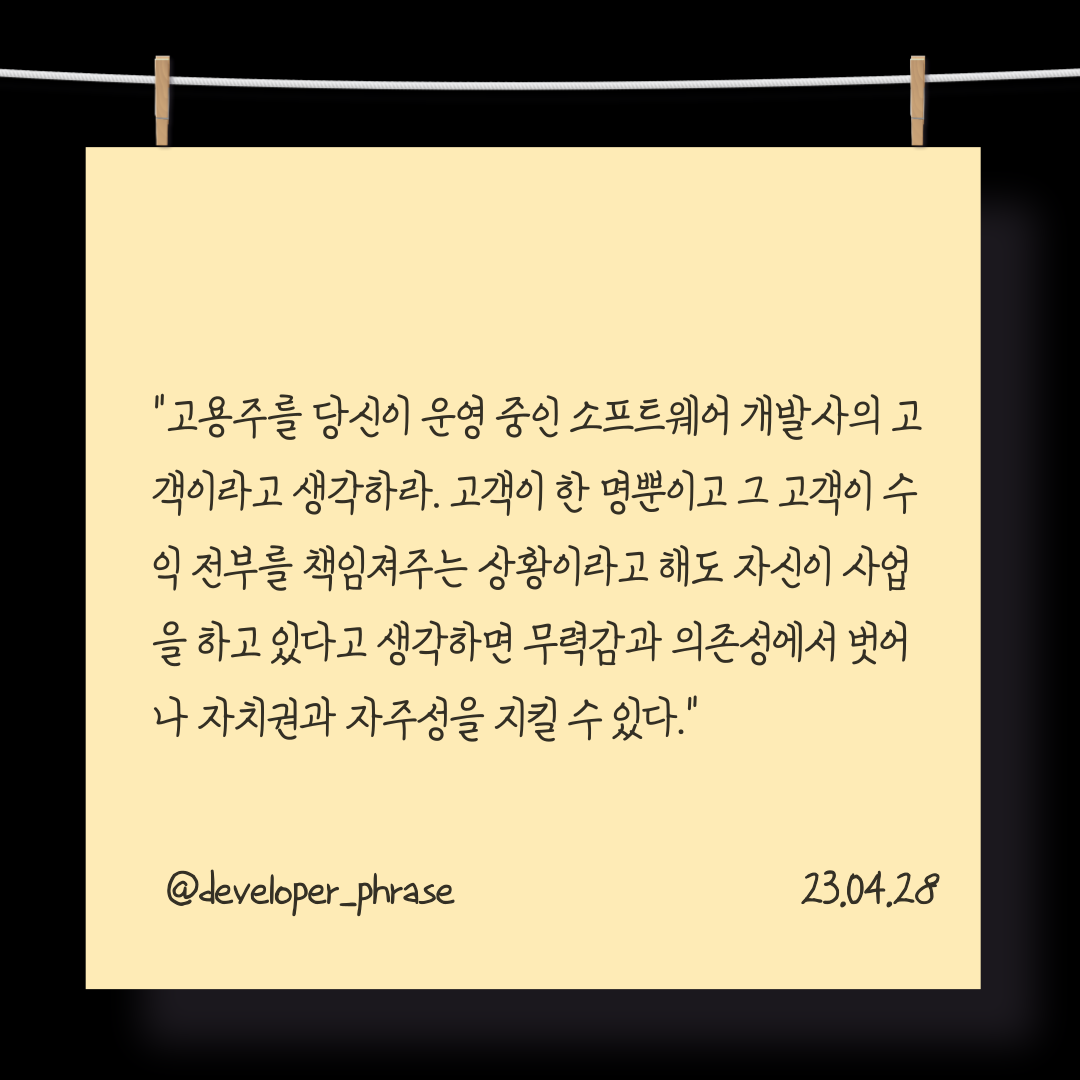 "고용주를 당신이 운영 중인 소프트웨어 개발사의 고
객이라고 생각하라. 고객이 한 명뿐이고 그 고객이 수
익 전부를 책임져주는 상황이라고 해도 자신이 사업
을 하고 있다고 생각하면 무력감과 의존성에서 벗어
나 자치권과 자주성을 지킬 수 있다."
@developer_phrase 23.04.28